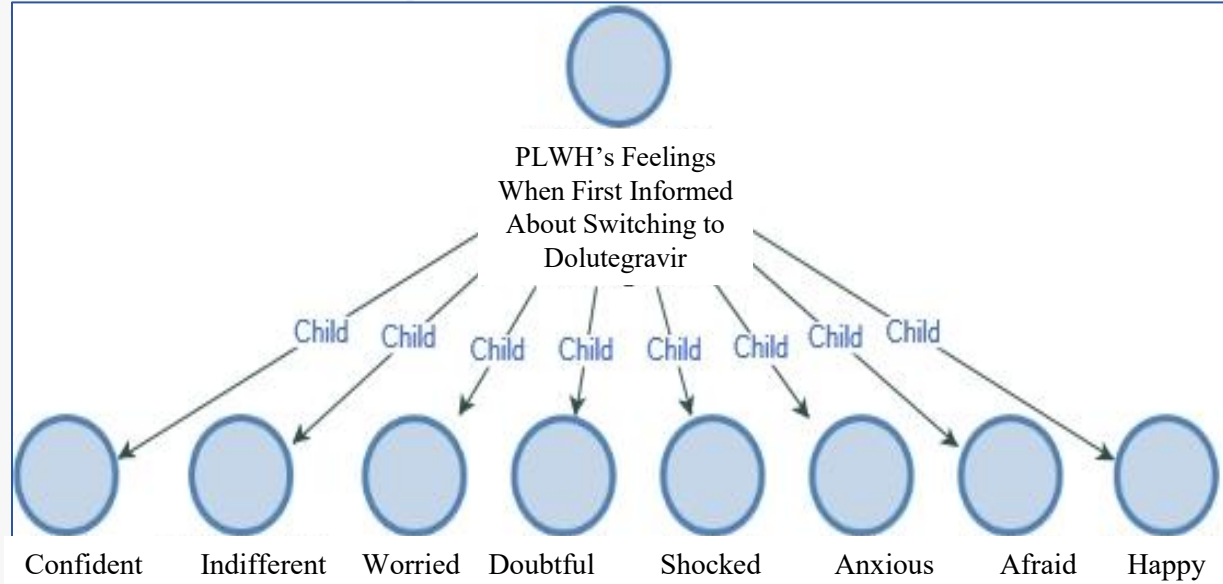 PLWH's Feelings
When First Informed
About Switching to
Dolutegravir
Child Child Child Child Child Child Child Child
Confident Indifferent Worried Doubtful Shocked Anxious Afraid Happy